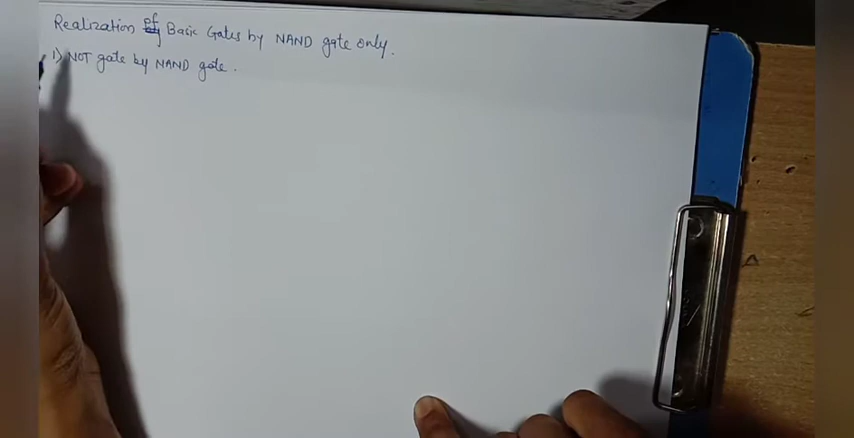 Realization of Basic Gates by NAND gate only.
1) NOT gate by NAND gate.